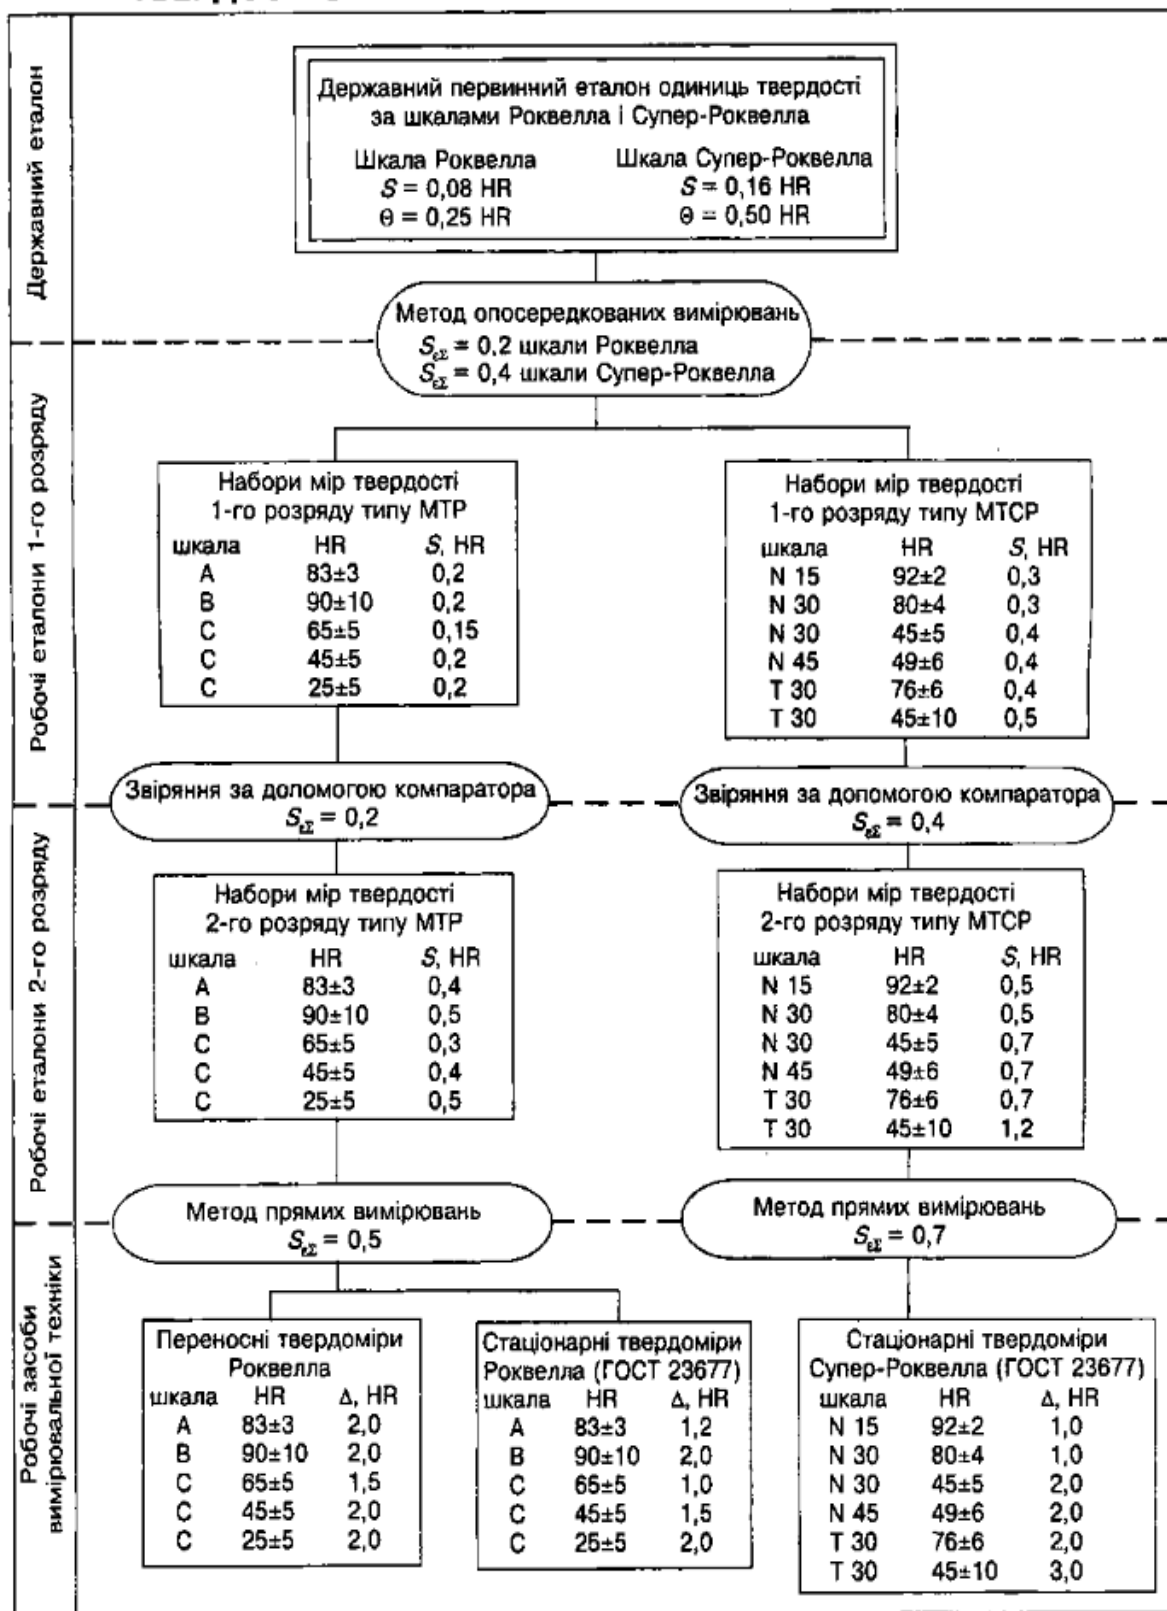 Державний еталон
Державний первинний еталон одиниць твердості
за шкалами Роквелла і Супер-Роквелла
Шкала Роквелла Шкала Супер-Роквелла
S = 0,08 HR S = 0,16 HR
Θ = 0,25 HR Θ = 0,50 HR
Метод опосередкованих вимірювань
SεΣ = 0,2 шкали Роквелла
SεΣ = 0,4 шкали Супер-Роквелла
Робочі еталони 1-го розряду
Набори мір твердості
1-го розряду типу МТР
шкала HR S, HR
A 83±3 0,2
B 90±10 0,2
C 65±5 0,15
C 45±5 0,2
C 25±5 0,2
Набори мір твердості
1-го розряду типу МТСР
шкала HR S, HR
N 15 92±2 0,3
N 30 80±4 0,3
N 30 45±5 0,4
N 45 49±6 0,4
T 30 76±6 0,4
T 30 45±10 0,5
Звіряння за допомогою компаратора
SεΣ = 0,2
Звіряння за допомогою компаратора
SεΣ = 0,4
Робочі еталони 2-го розряду
Набори мір твердості
2-го розряду типу МТР
шкала HR S, HR
A 83±3 0,4
B 90±10 0,5
C 65±5 0,3
C 45±5 0,4
C 25±5 0,5
Набори мір твердості
2-го розряду типу МТСР
шкала HR S, HR
N 15 92±2 0,5
N 30 80±4 0,5
N 30 45±5 0,7
N 45 49±6 0,7
T 30 76±6 0,7
T 30 45±10 1,2
Метод прямих вимірювань
SεΣ = 0,5
Метод прямих вимірювань
SεΣ = 0,7
Робочі засоби
вимірювальної техніки
Переносні твердоміри
Роквелла
шкала HR Δ, HR
A 83±3 2,0
B 90±10 2,0
C 65±5 1,5
C 45±5 2,0
C 25±5 2,0
Стаціонарні твердоміри
Роквелла (ГОСТ 23677)
шкала HR Δ, HR
A 83±3 1,2
B 90±10 2,0
C 65±5 1,0
C 45±5 1,5
C 25±5 2,0
Стаціонарні твердоміри
Супер-Роквелла (ГОСТ 23677)
шкала HR Δ, HR
N 15 92±2 1,0
N 30 80±4 1,0
N 30 45±5 2,0
N 45 49±6 2,0
T 30 76±6 2,0
T 30 45±10 3,0